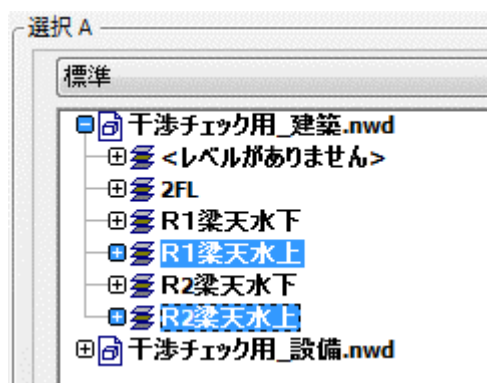 選択 A
標準
干渉チェック用_建築.nwd
<レベルがありません>
2FL
R1梁天水下
R1梁天水上
R2梁天水下
R2梁天水上
干渉チェック用_設備.nwd